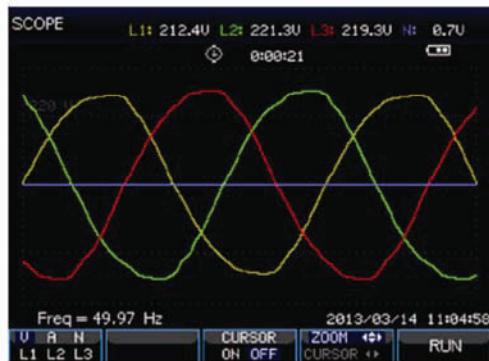 SCOPE
L1: 212.4V L2: 221.3V L3: 219.3V N: 0.7V
0:00:21
220 V
Freq = 49.97 Hz 2013/03/14 11:04:58
V A N
L1 L2 L3
CURSOR
ON OFF
ZOOM
CURSOR
RUN